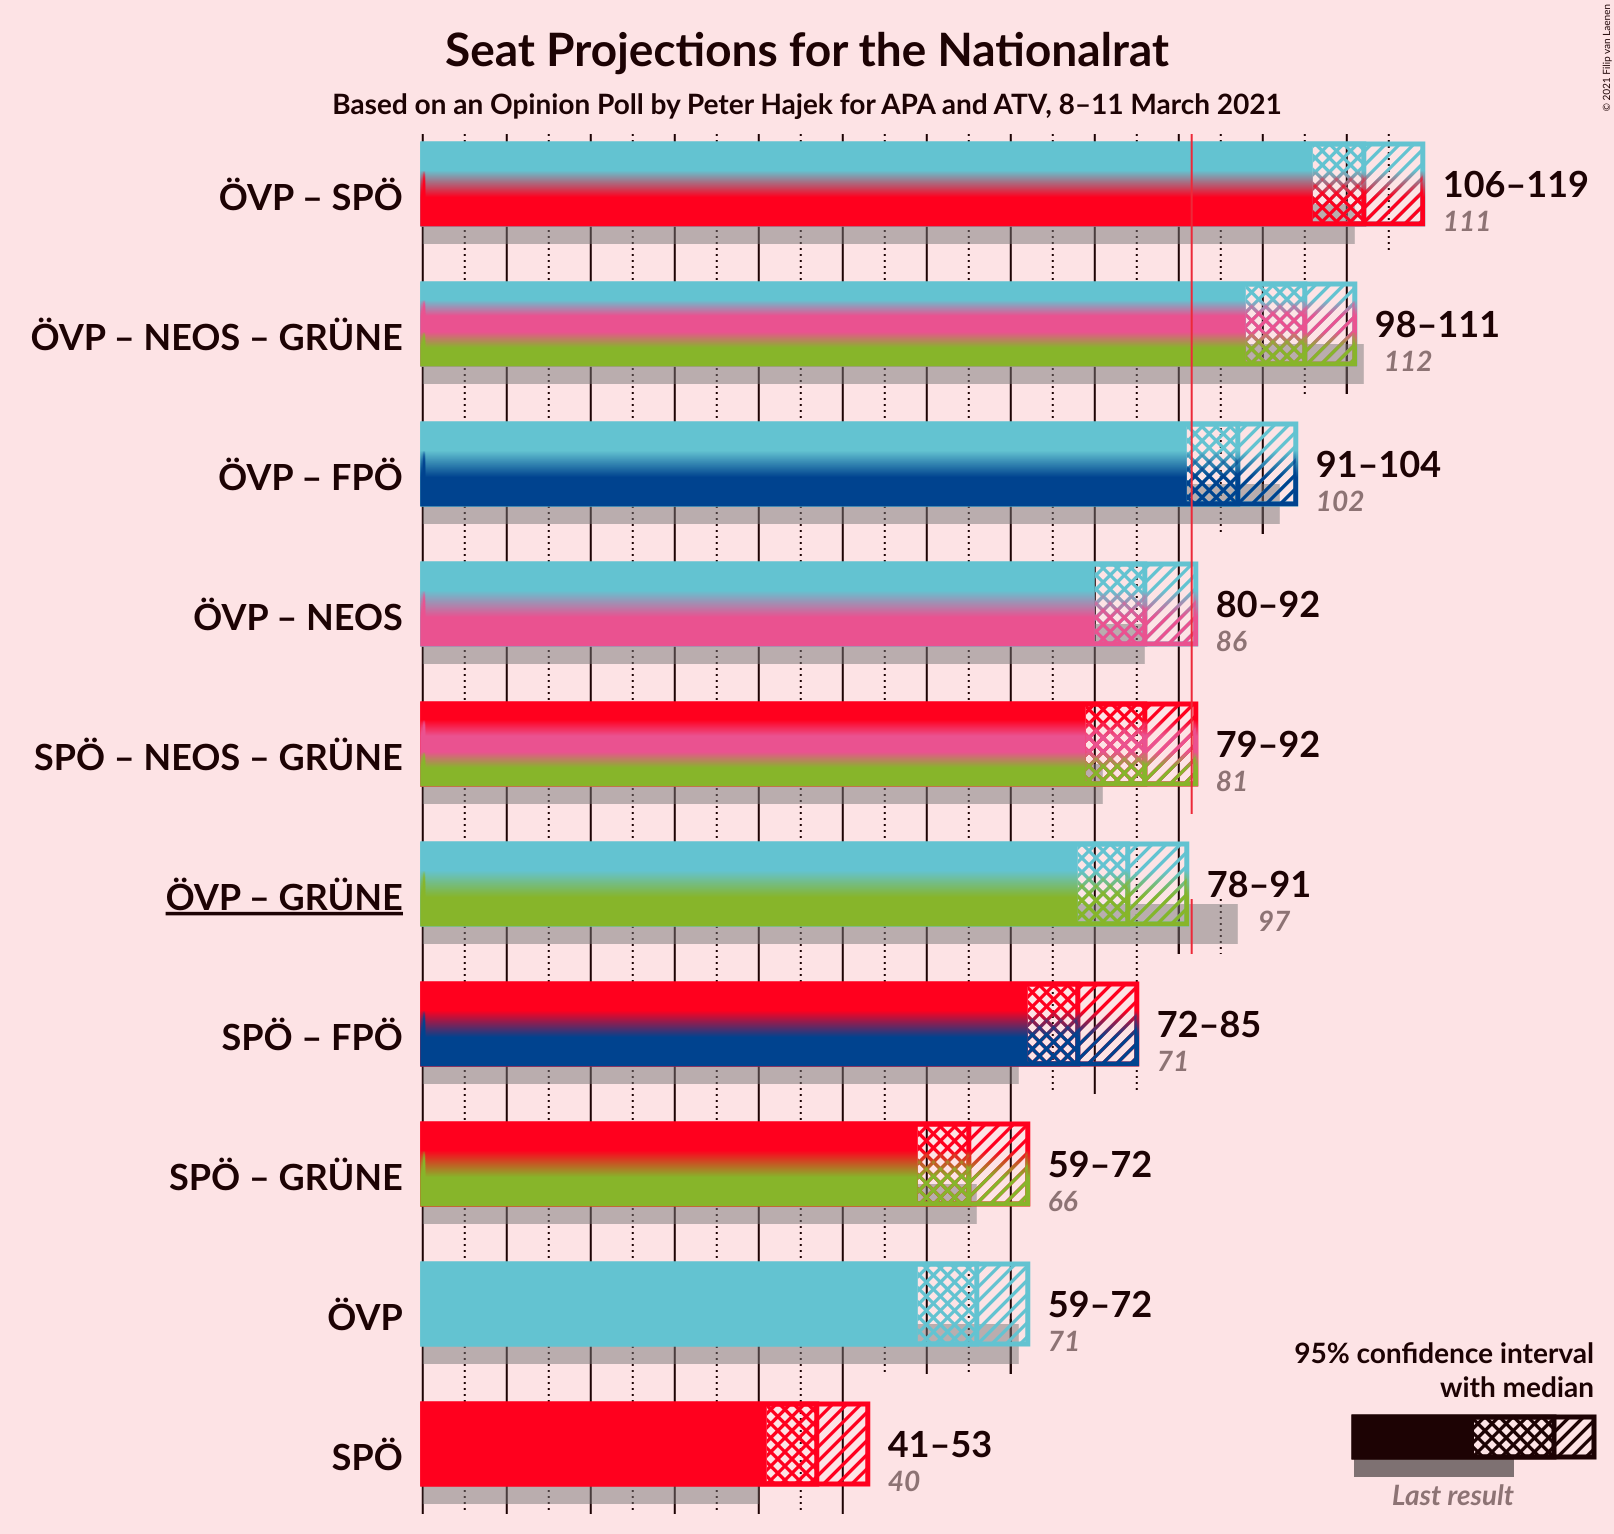 Seat Projections for the Nationalrat
Based on an Opinion Poll by Peter Hajek for APA and ATV, 8–11 March 2021
© 2021 Filip van Laenen
ÖVP – SPÖ
106–119
111
ÖVP – NEOS – GRÜNE
98–111
112
ÖVP – FPÖ
91–104
102
ÖVP – NEOS
80–92
86
SPÖ – NEOS – GRÜNE
79–92
81
ÖVP – GRÜNE
78–91
97
SPÖ – FPÖ
72–85
71
SPÖ – GRÜNE
59–72
66
ÖVP
59–72
71
SPÖ
41–53
40
95% confidence interval
with median
Last result